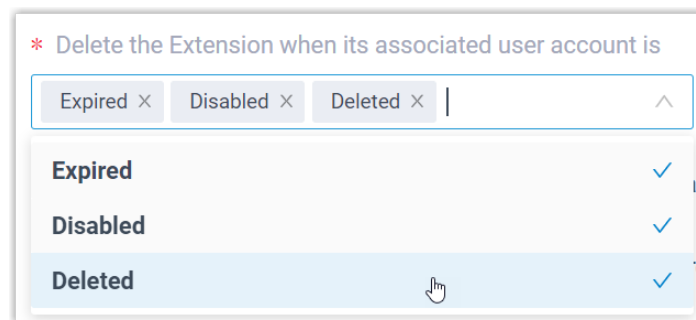 * Delete the Extension when its associated user account is
Expired × Disabled × Deleted ×
Expired
Disabled
Deleted